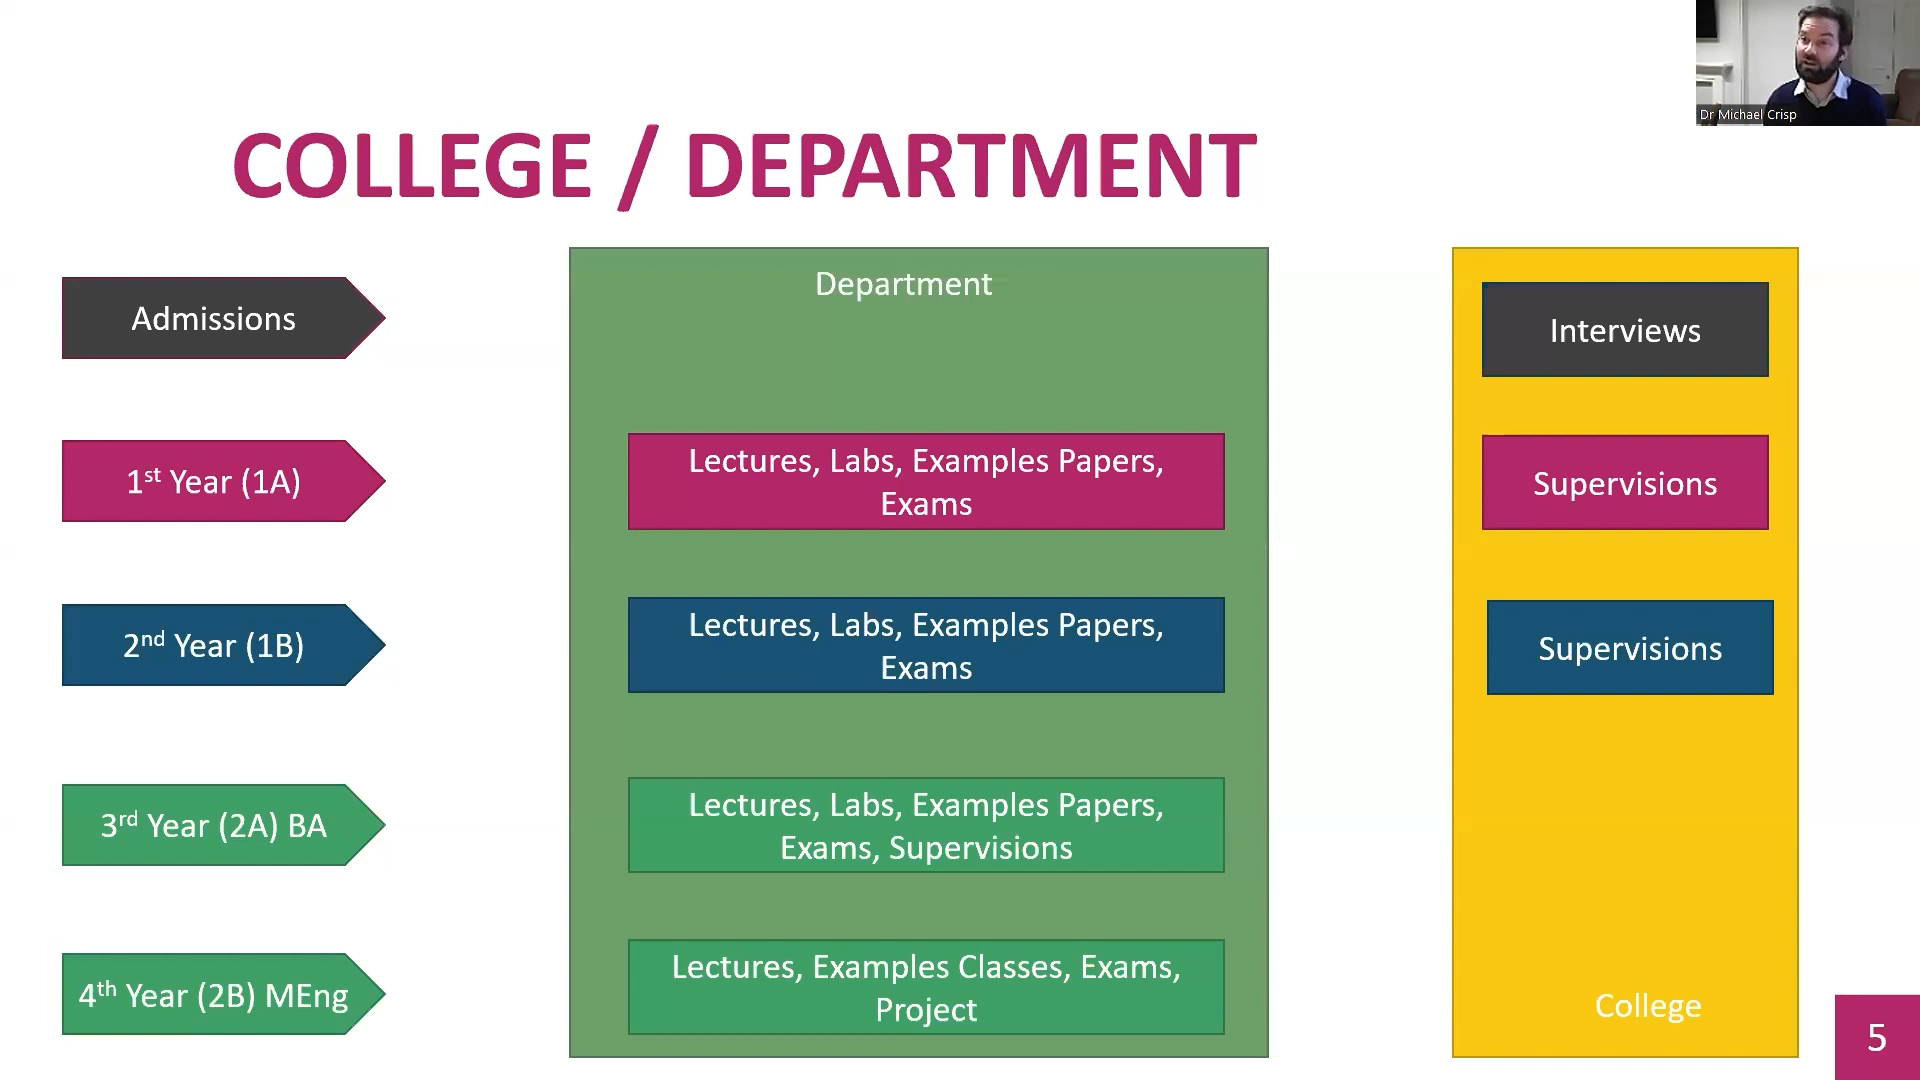 Dr Michael Crisp
COLLEGE / DEPARTMENT
Department
Admissions
Interviews
1st Year (1A)
Lectures, Labs, Examples Papers,
Exams
Supervisions
2nd Year (1B)
Lectures, Labs, Examples Papers,
Exams
Supervisions
3rd Year (2A) BA
Lectures, Labs, Examples Papers,
Exams, Supervisions
4th Year (2B) MEng
Lectures, Examples Classes, Exams,
Project
College
5